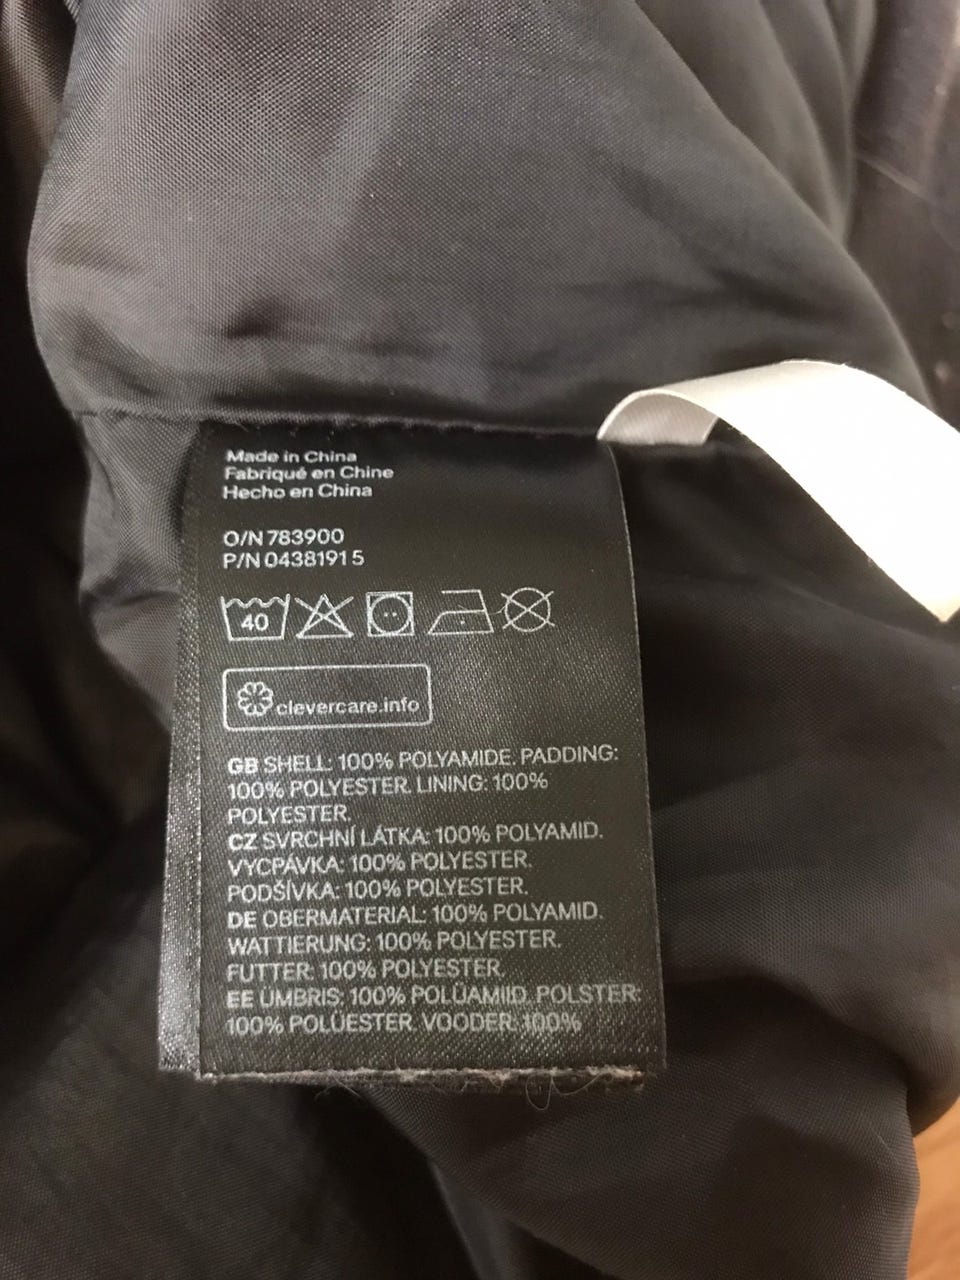 Made in China
Fabriqué en Chine
Hecho en China
O/N 783900
P/N 04381915
40
clevercare.info
GB SHELL: 100% POLYAMIDE. PADDING:
100% POLYESTER. LINING: 100%
POLYESTER.
CZ SVRCHNÍ LÁTKA: 100% POLYAMID.
VYCPÁVKA: 100% POLYESTER.
PODŠÍVKA: 100% POLYESTER.
DE OBERMATERIAL: 100% POLYAMID.
WATTIERUNG: 100% POLYESTER.
FUTTER: 100% POLYESTER.
EE ÜMBRIS: 100% POLÜAMIID. POLSTER:
100% POLÜESTER. VOODER: 100%